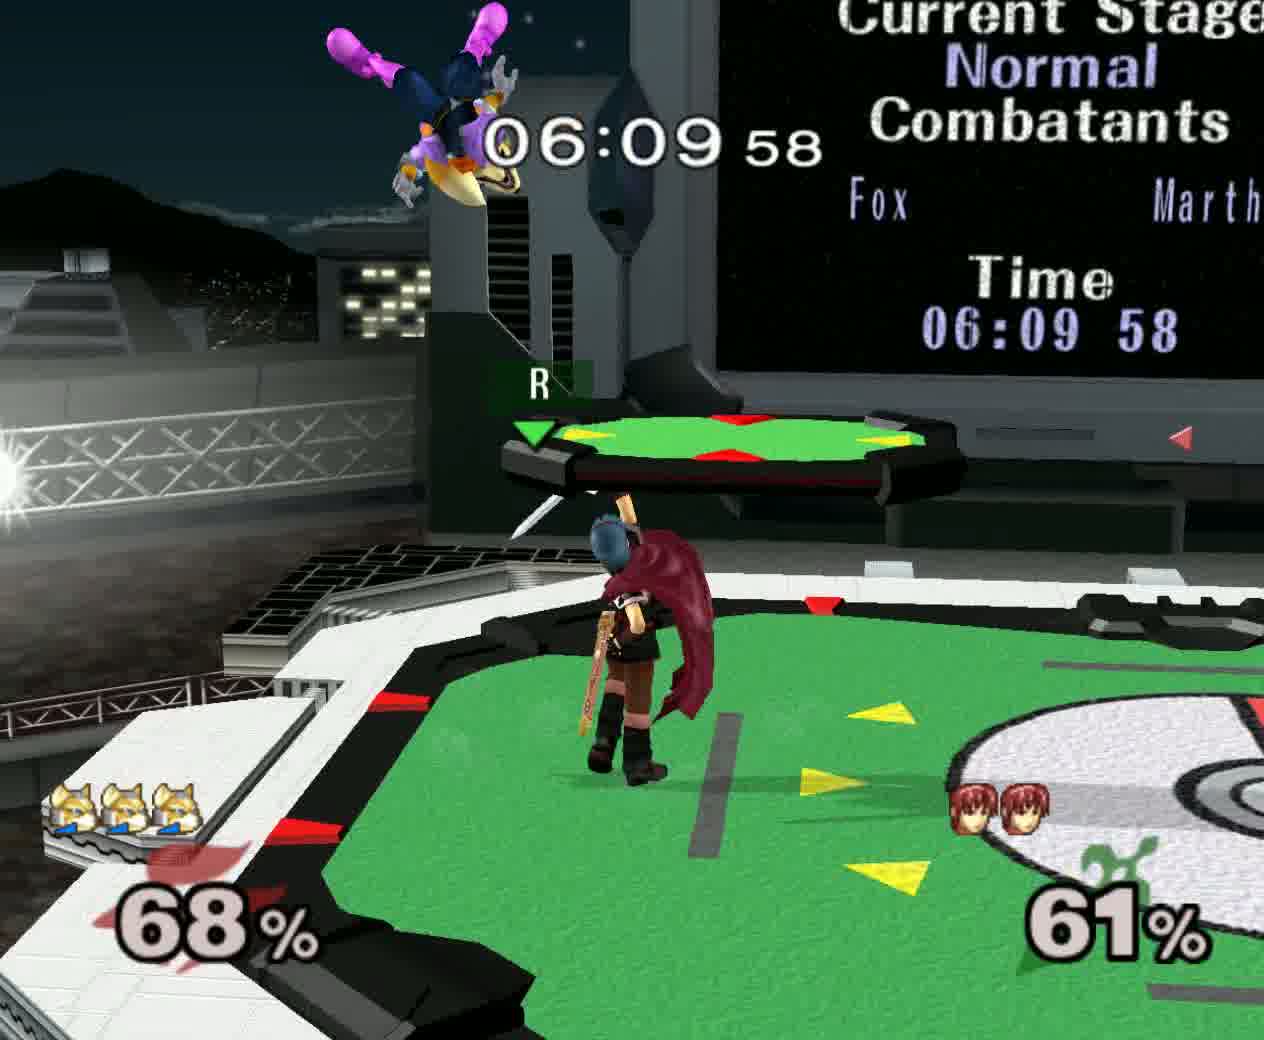 Current Stage
Normal
Combatants
Fox Marth
Time
06:09 58
06:09 58
R
68%
61%